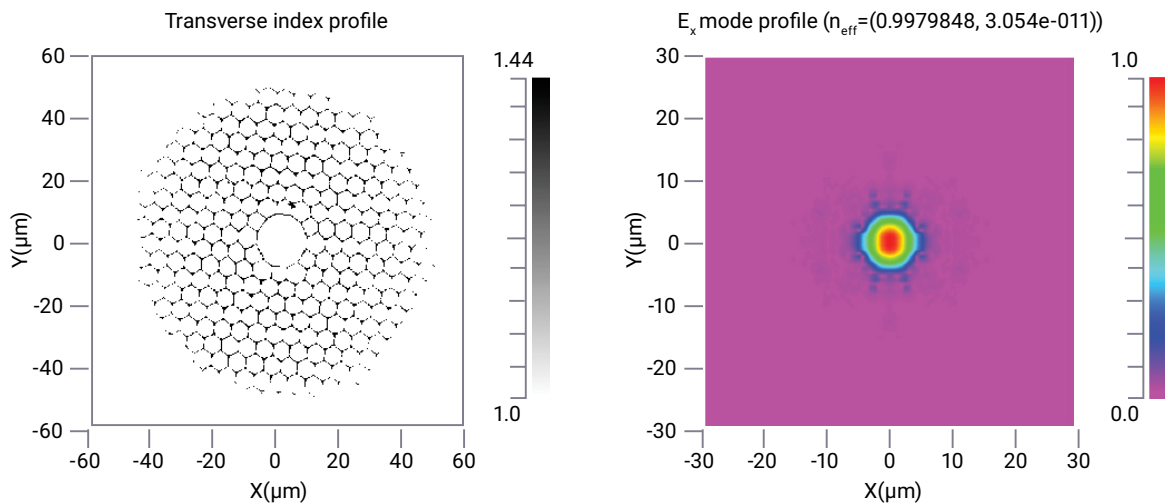 Transverse index profile
60
40
20
0
-20
-40
-60
Y(µm)
-60 -40 -20 0 20 40 60
X(µm)
1.44
1.0
Eₓ mode profile (n_eff=(0.9979848, 3.054e-011))
30
20
10
0
-10
-20
-30
Y(µm)
-30 -20 -10 0 10 20 30
X(µm)
1.0
0.0